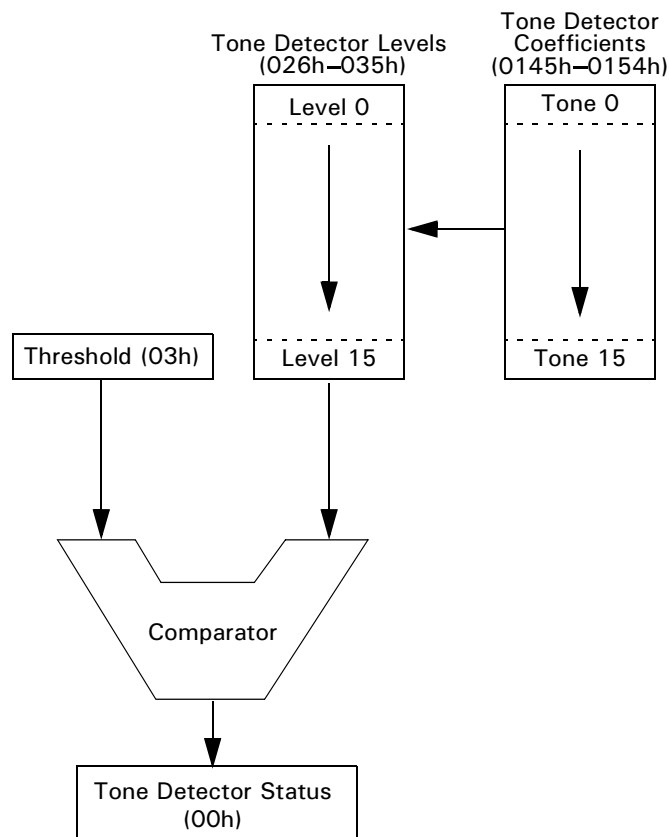 Tone Detector Levels
(026h–035h)
Tone Detector
Coefficients
(0145h–0154h)
Level 0
Tone 0
Threshold (03h)
Level 15
Tone 15
Comparator
Tone Detector Status
(00h)